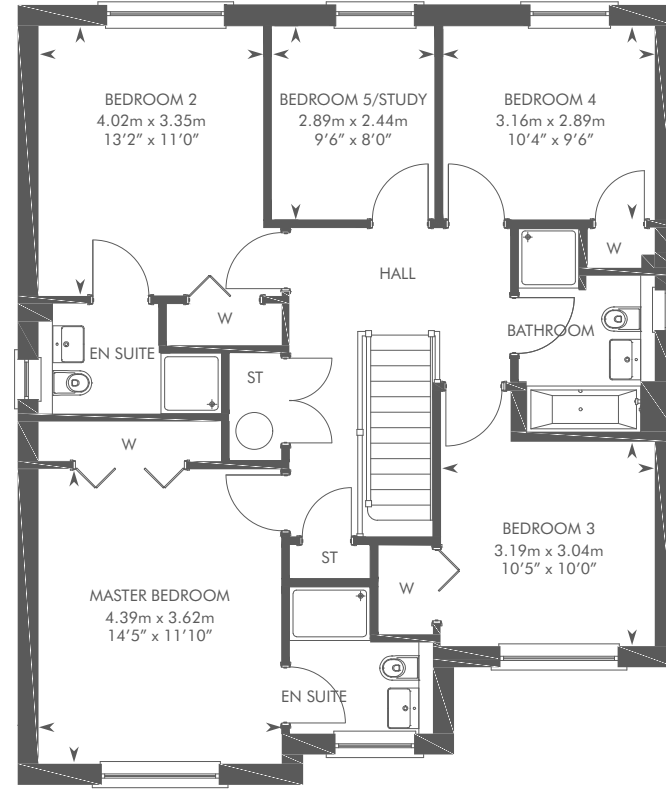 BEDROOM 2
4.02m x 3.35m
13’2” x 11’0”
BEDROOM 5/STUDY
2.89m x 2.44m
9’6” x 8’0”
BEDROOM 4
3.16m x 2.89m
10’4” x 9’6”
W
HALL
W
BATHROOM
EN SUITE
ST
W
BEDROOM 3
3.19m x 3.04m
10’5” x 10’0”
ST
W
MASTER BEDROOM
4.39m x 3.62m
14’5” x 11’10”
EN SUITE